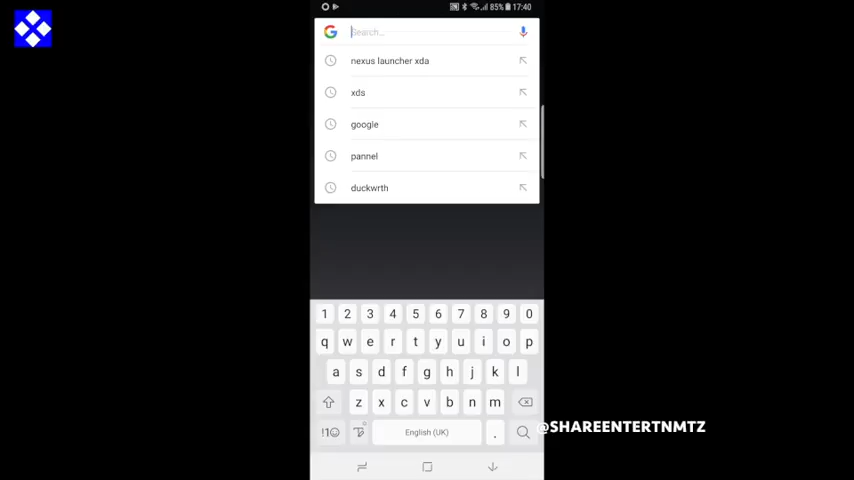 85% 17:40
Search...
nexus launcher xda
xds
google
pannel
duckwrth
1 2 3 4 5 6 7 8 9 0
q w e r t y u i o p
a s d f g h j k l
z x c v b n m
!1☺ T English (UK) .
@SHAREENTERTNMTZ